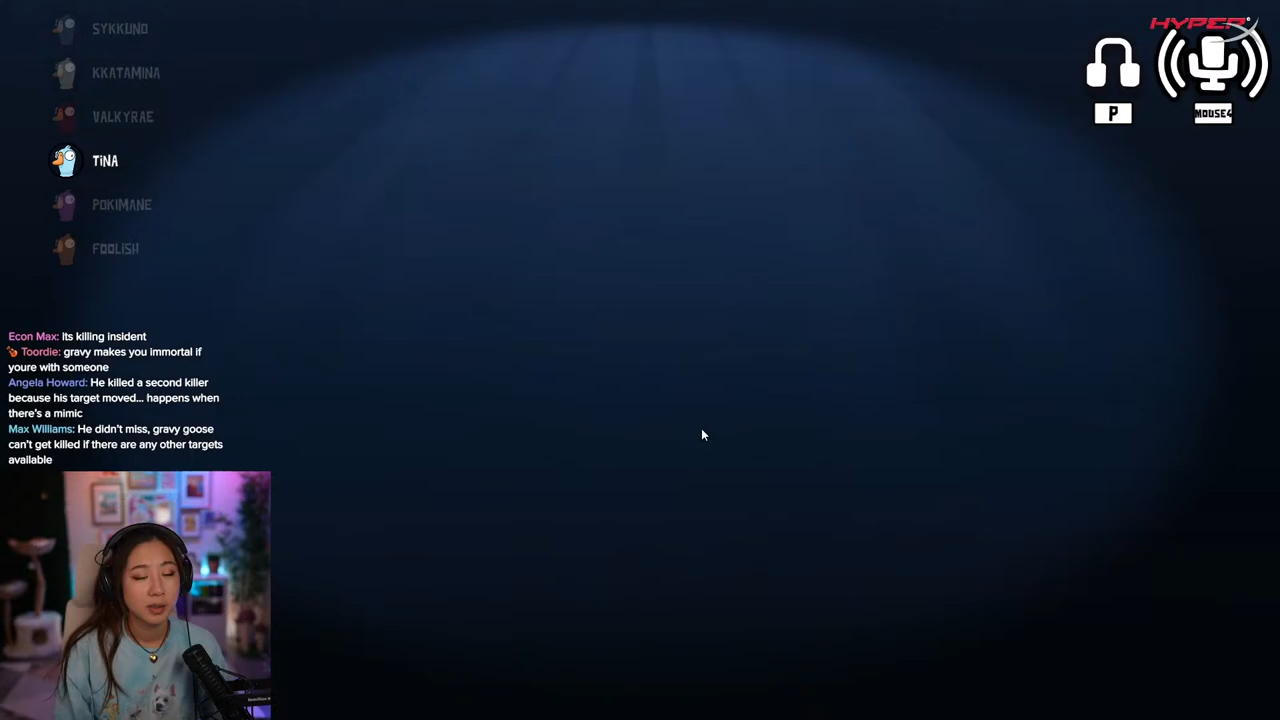 SYKKUNO
KKATAMINA
VALKYRAE
TiNA
POKIMANE
FOOLISH
HYPERX
P
MOUSE4
Econ Max: Its killing insident
Toordie: gravy makes you immortal if
youre with someone
Angela Howard: He killed a second killer
because his target moved... happens when
there's a mimic
Max Williams: He didn't miss, gravy goose
can't get killed if there are any other targets
available